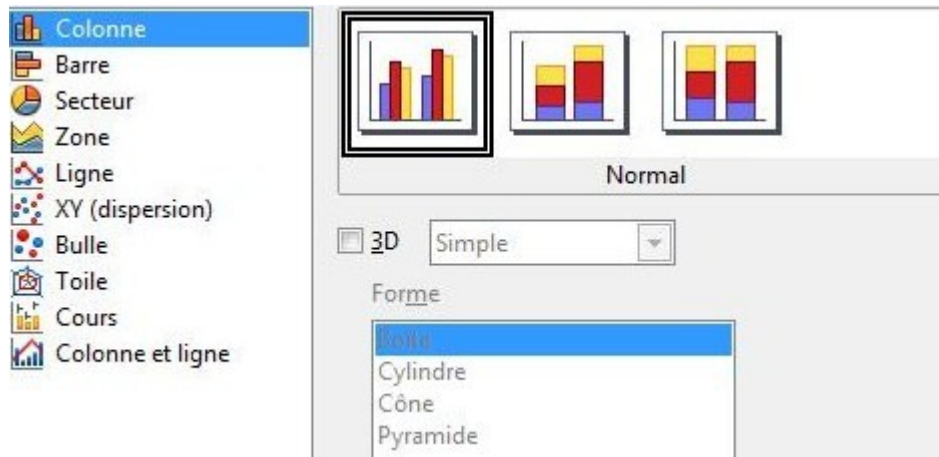 Colonne
Barre
Secteur
Zone
Ligne
XY (dispersion)
Bulle
Toile
Cours
Colonne et ligne
Normal
3D
Simple
Forme
Boîte
Cylindre
Cône
Pyramide